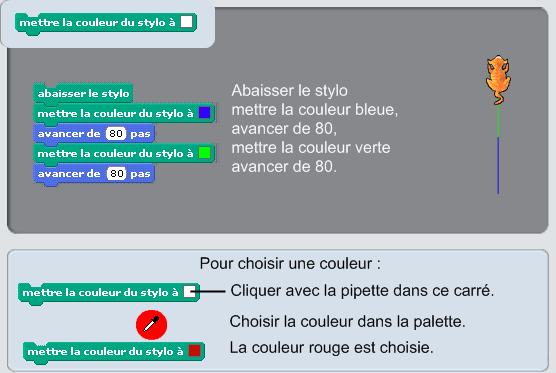 mettre la couleur du stylo à
abaisser le stylo
mettre la couleur du stylo à
avancer de 80 pas
mettre la couleur du stylo à
avancer de 80 pas
Abaisser le stylo
mettre la couleur bleue,
avancer de 80,
mettre la couleur verte
avancer de 80.
Pour choisir une couleur :
mettre la couleur du stylo à
Cliquer avec la pipette dans ce carré.
Choisir la couleur dans la palette.
mettre la couleur du stylo à
La couleur rouge est choisie.